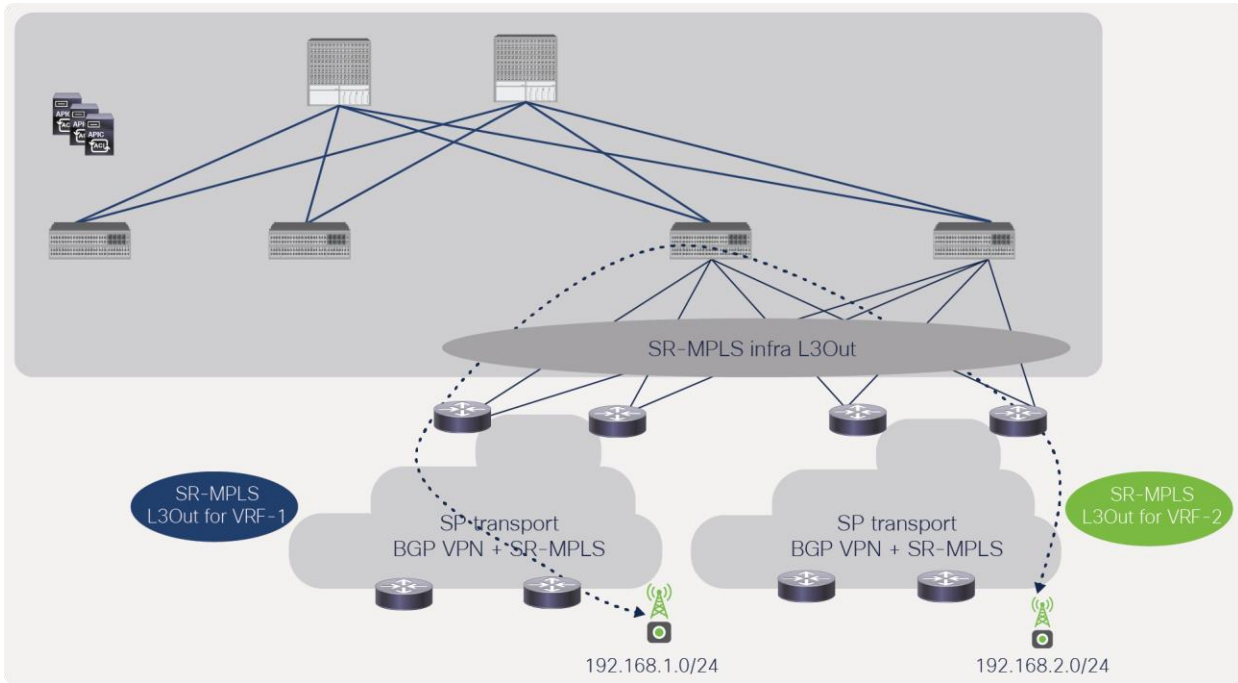 APIC
ACI
SR-MPLS infra L3Out
SR-MPLS
L3Out for VRF-1
SP transport
BGP VPN + SR-MPLS
SP transport
BGP VPN + SR-MPLS
SR-MPLS
L3Out for VRF-2
192.168.1.0/24
192.168.2.0/24